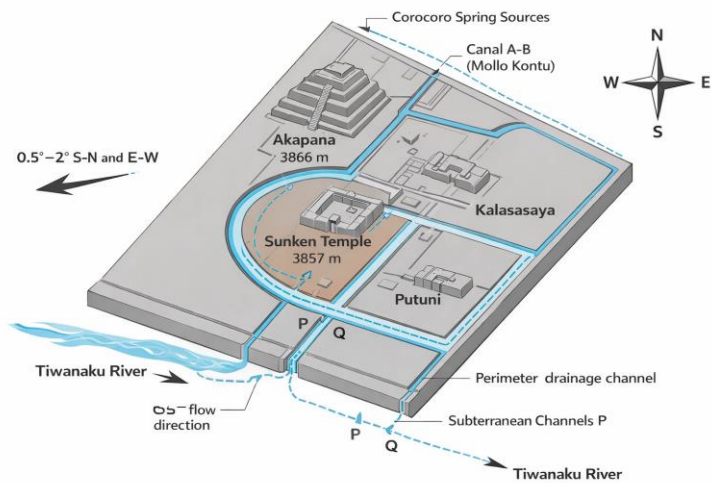 Corocoro Spring Sources
Canal A-B
(Mollo Kontu)
N
W
E
S
Akapana
3866 m
0.5°–2° S-N and E-W
Kalasasaya
Sunken Temple
3857 m
Putuni
P
Q
Tiwanaku River
Perimeter drainage channel
flow
direction
Subterranean Channels P
P
Q
Tiwanaku River